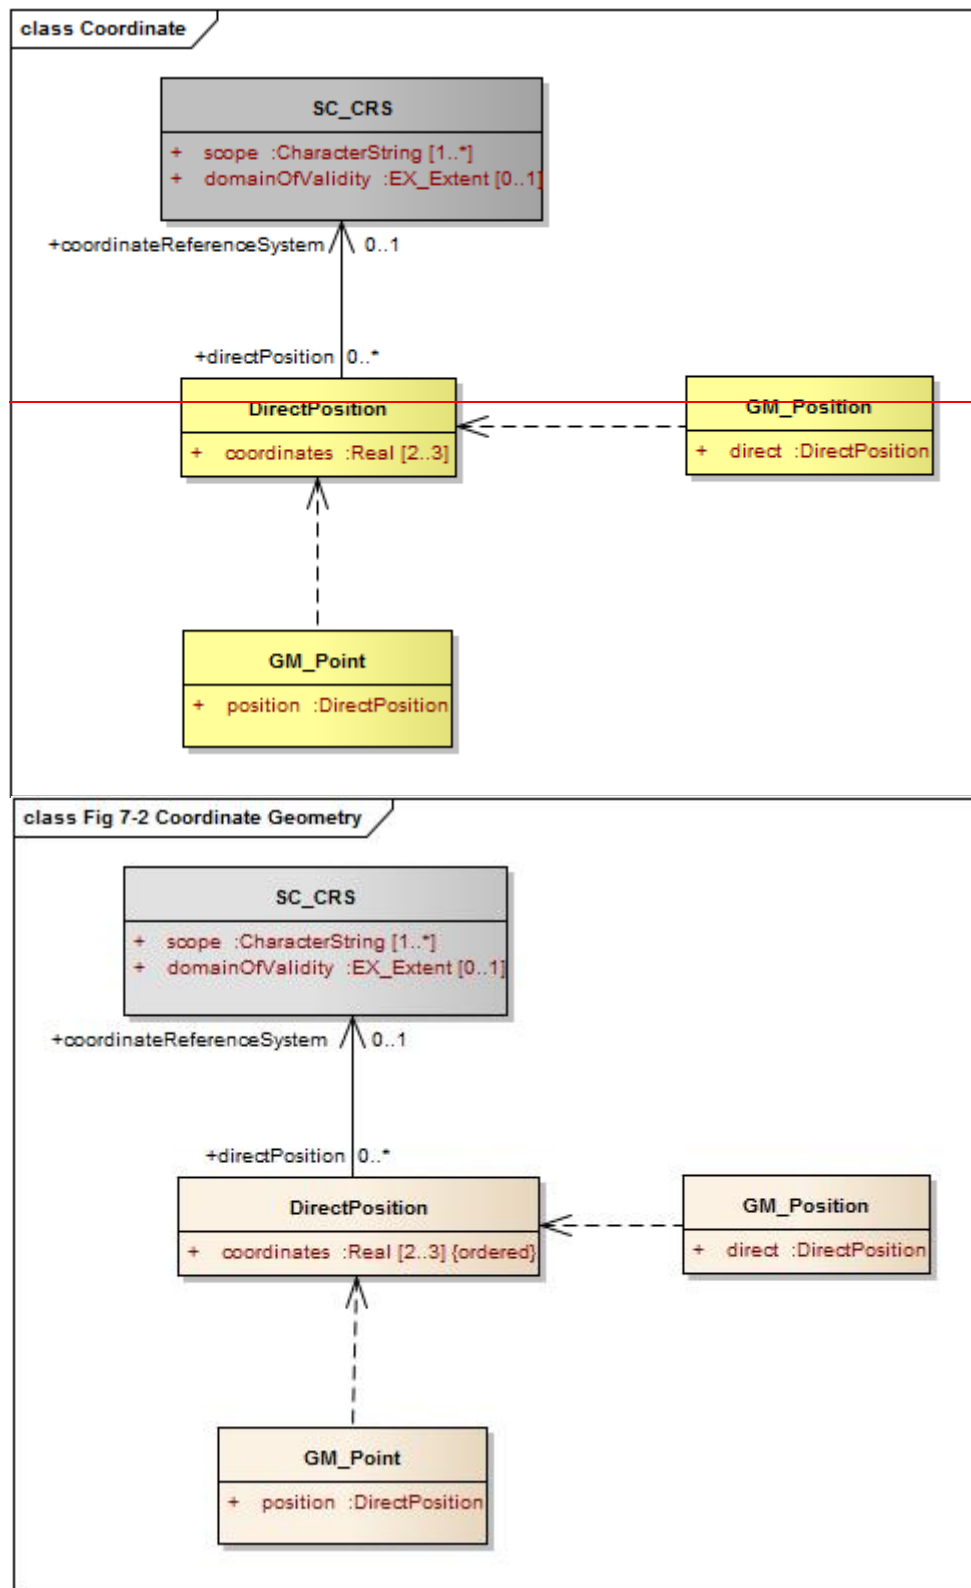 class Coordinate
SC_CRS
+ scope :CharacterString [1..*]
+ domainOfValidity :EX_Extent [0..1]
+coordinateReferenceSystem 0..1
+directPosition 0..*
DirectPosition
+ coordinates :Real [2..3]
GM_Position
+ direct :DirectPosition
GM_Point
+ position :DirectPosition
class Fig 7-2 Coordinate Geometry
SC_CRS
+ scope :CharacterString [1..*]
+ domainOfValidity :EX_Extent [0..1]
+coordinateReferenceSystem 0..1
+directPosition 0..*
DirectPosition
+ coordinates :Real [2..3] {ordered}
GM_Position
+ direct :DirectPosition
GM_Point
+ position :DirectPosition